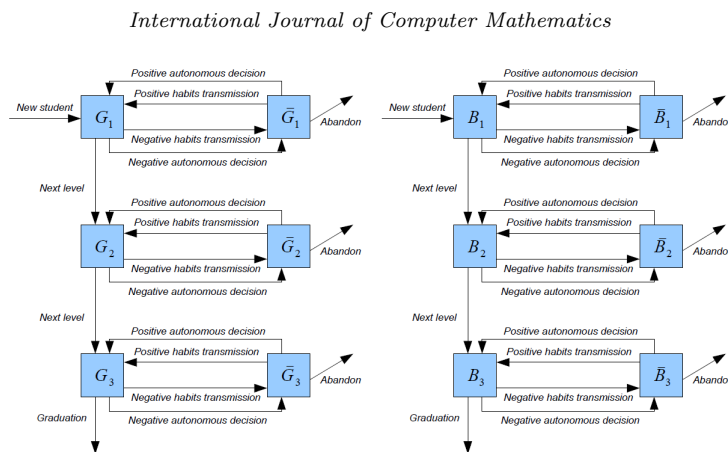 International Journal of Computer Mathematics
Positive autonomous decision
New student
G₁
Positive habits transmission
Ḡ₁
Abandon
Negative habits transmission
Negative autonomous decision
Next level
Positive autonomous decision
G₂
Positive habits transmission
Ḡ₂
Abandon
Negative habits transmission
Negative autonomous decision
Next level
Positive autonomous decision
G₃
Positive habits transmission
Ḡ₃
Abandon
Negative habits transmission
Negative autonomous decision
Graduation
Positive autonomous decision
New student
B₁
Positive habits transmission
B̄₁
Abandon
Negative habits transmission
Negative autonomous decision
Next level
Positive autonomous decision
B₂
Positive habits transmission
B̄₂
Abandon
Negative habits transmission
Negative autonomous decision
Next level
Positive autonomous decision
B₃
Positive habits transmission
B̄₃
Abandon
Negative habits transmission
Negative autonomous decision
Graduation